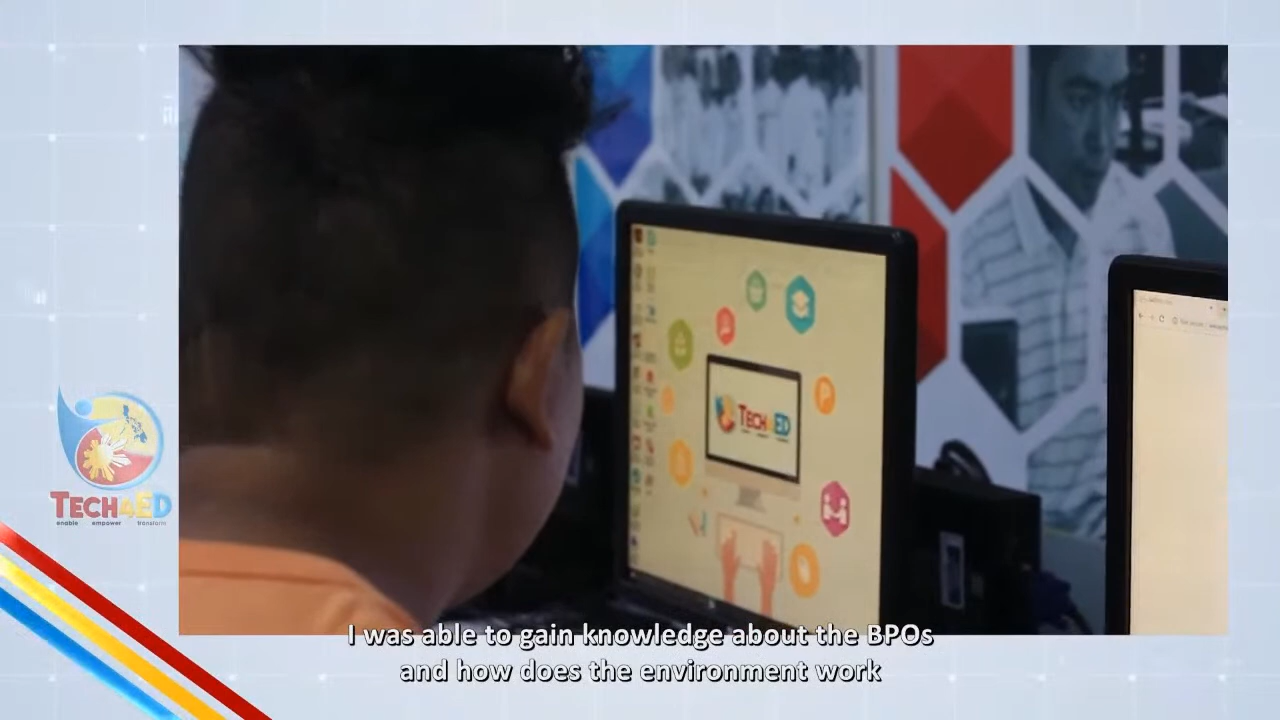 TECH4ED
TECH4ED
enable empower transform
I was able to gain knowledge about the BPOs
and how does the environment work